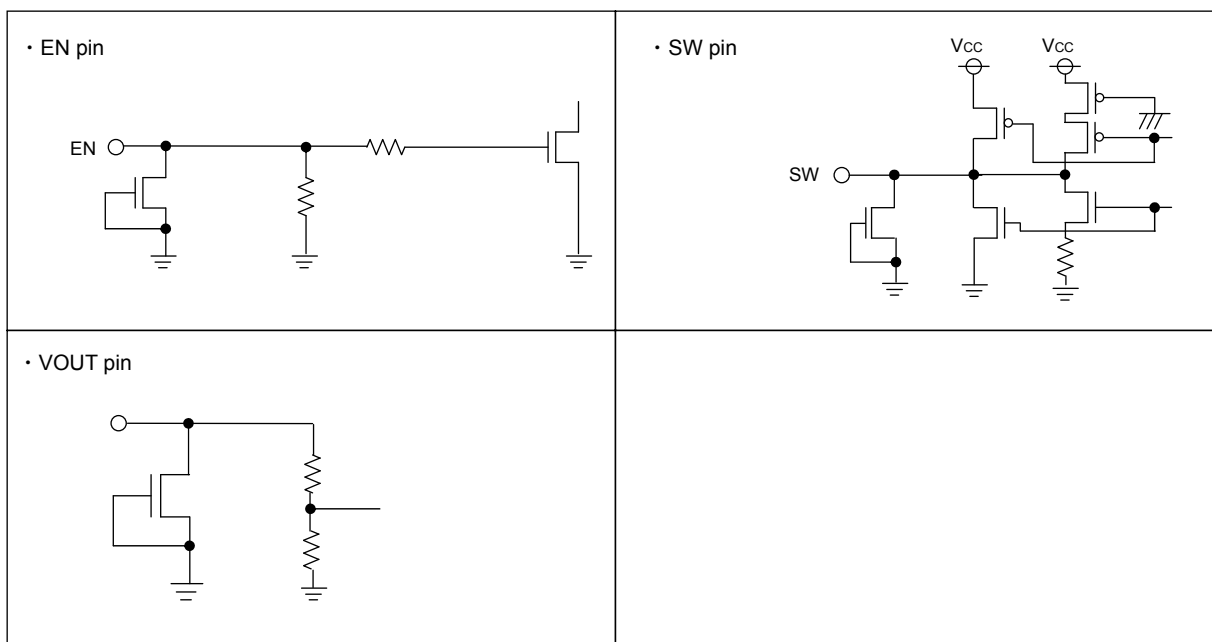 ・EN pin
EN
・SW pin
VCC VCC
SW
・VOUT pin